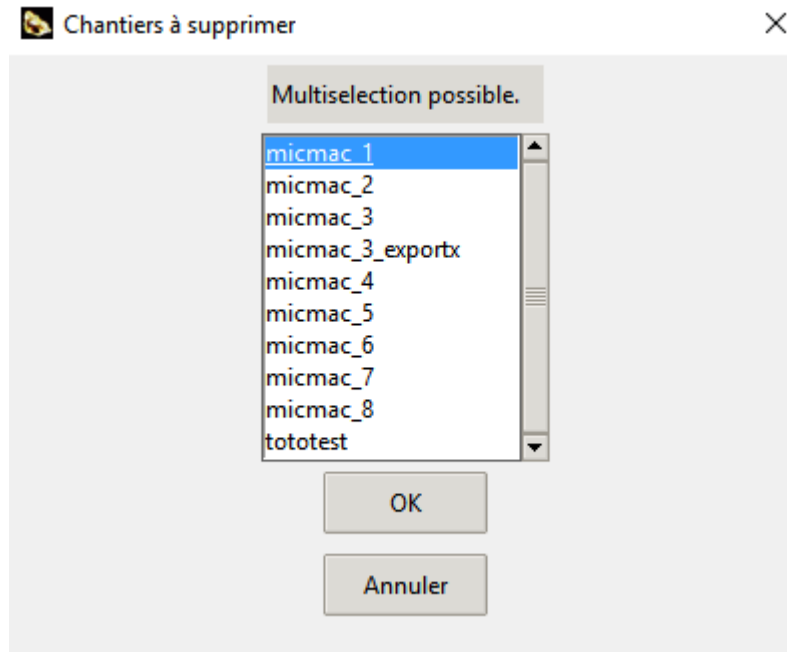 Chantiers à supprimer
Multiselection possible.
micmac_1
micmac_2
micmac_3
micmac_3_exportx
micmac_4
micmac_5
micmac_6
micmac_7
micmac_8
tototest
OK
Annuler